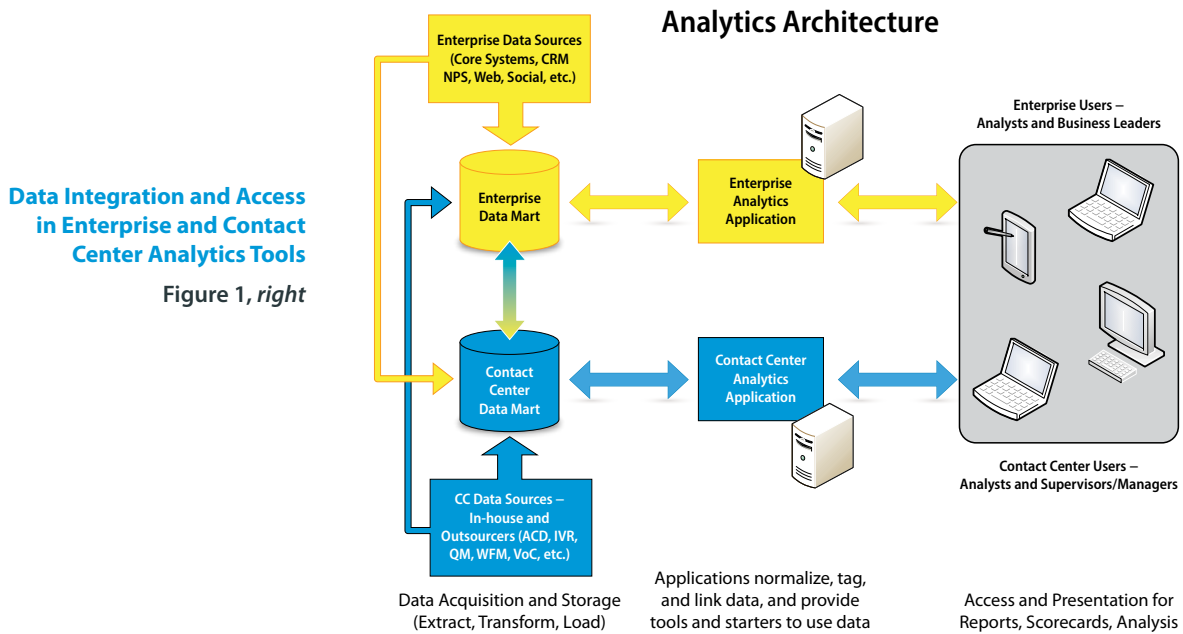 Analytics Architecture
Data Integration and Access
in Enterprise and Contact
Center Analytics Tools
Figure 1, right
Enterprise Data Sources
(Core Systems, CRM
NPS, Web, Social, etc.)
Enterprise
Data Mart
Enterprise
Analytics
Application
Enterprise Users –
Analysts and Business Leaders
Contact
Center
Data Mart
Contact Center
Analytics
Application
Contact Center Users –
Analysts and Supervisors/Managers
CC Data Sources –
In-house and
Outsourcers (ACD, IVR,
QM, WFM, VoC, etc.)
Data Acquisition and Storage
(Extract, Transform, Load)
Applications normalize, tag,
and link data, and provide
tools and starters to use data
Access and Presentation for
Reports, Scorecards, Analysis